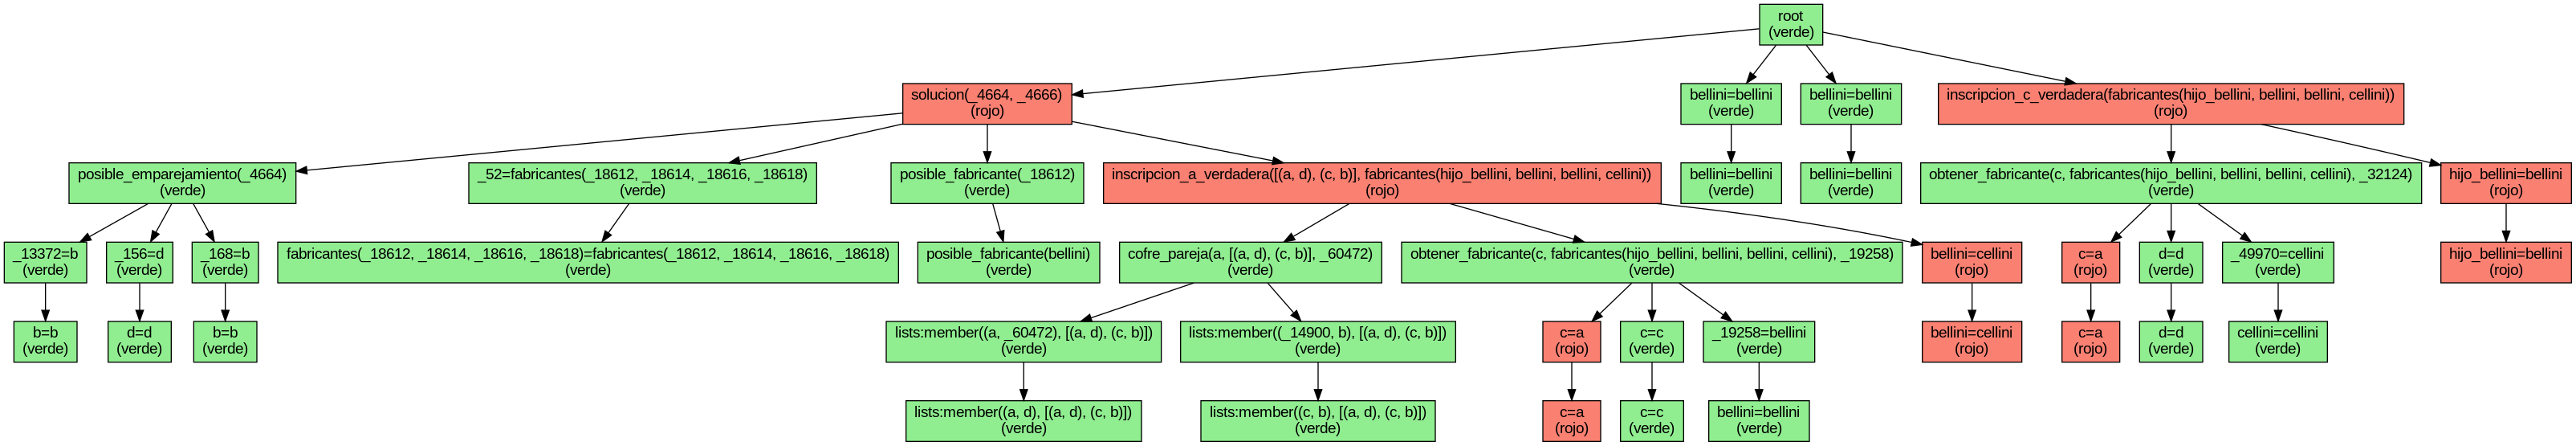 root
(verde)
solucion(_4664, _4666)
(rojo)
bellini=bellini
(verde)
bellini=bellini
(verde)
inscripcion_c_verdadera(fabricantes(hijo_bellini, bellini, bellini, cellini))
(rojo)
posible_emparejamiento(_4664)
(verde)
_52=fabricantes(_18612, _18614, _18616, _18618)
(verde)
posible_fabricante(_18612)
(verde)
inscripcion_a_verdadera([(a, d), (c, b)], fabricantes(hijo_bellini, bellini, bellini, cellini))
(rojo)
bellini=bellini
(verde)
bellini=bellini
(verde)
obtener_fabricante(c, fabricantes(hijo_bellini, bellini, bellini, cellini), _32124)
(verde)
hijo_bellini=bellini
(rojo)
_13372=b
(verde)
_156=d
(verde)
_168=b
(verde)
fabricantes(_18612, _18614, _18616, _18618)=fabricantes(_18612, _18614, _18616, _18618)
(verde)
posible_fabricante(bellini)
(verde)
cofre_pareja(a, [(a, d), (c, b)], _60472)
(verde)
obtener_fabricante(c, fabricantes(hijo_bellini, bellini, bellini, cellini), _19258)
(verde)
bellini=cellini
(rojo)
c=a
(rojo)
d=d
(verde)
_49970=cellini
(verde)
hijo_bellini=bellini
(rojo)
b=b
(verde)
d=d
(verde)
b=b
(verde)
lists:member((a, _60472), [(a, d), (c, b)])
(verde)
lists:member((_14900, b), [(a, d), (c, b)])
(verde)
c=a
(rojo)
c=c
(verde)
_19258=bellini
(verde)
bellini=cellini
(rojo)
c=a
(rojo)
d=d
(verde)
cellini=cellini
(verde)
lists:member((a, d), [(a, d), (c, b)])
(verde)
lists:member((c, b), [(a, d), (c, b)])
(verde)
c=a
(rojo)
c=c
(verde)
bellini=bellini
(verde)